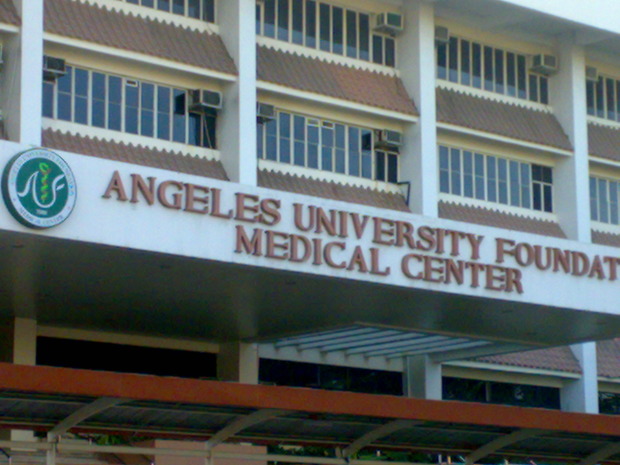 ANGELES UNIVERSITY FOUNDAT
MEDICAL CENTER